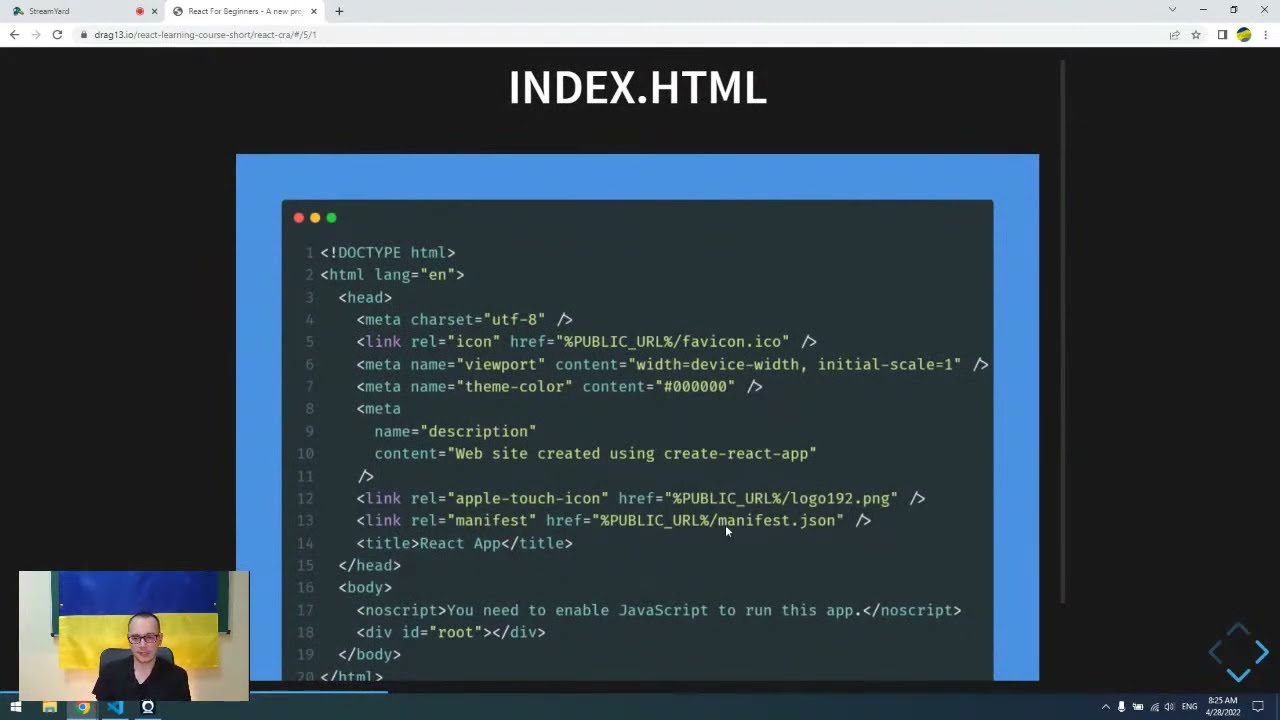 StreamYard
React For Beginners - A new proj
drag13.io/react-learning-course-short/react-cra/#/5/1
INDEX.HTML
1 <!DOCTYPE html>
2 <html lang="en">
3 <head>
4 <meta charset="utf-8" />
5 <link rel="icon" href="%PUBLIC_URL%/favicon.ico" />
6 <meta name="viewport" content="width=device-width, initial-scale=1" />
7 <meta name="theme-color" content="#000000" />
8 <meta
9 name="description"
10 content="Web site created using create-react-app"
11 />
12 <link rel="apple-touch-icon" href="%PUBLIC_URL%/logo192.png" />
13 <link rel="manifest" href="%PUBLIC_URL%/manifest.json" />
14 <title>React App</title>
15 </head>
16 <body>
17 <noscript>You need to enable JavaScript to run this app.</noscript>
18 <div id="root"></div>
19 </body>
20 </html>
ENG
8:25 AM
4/28/2022